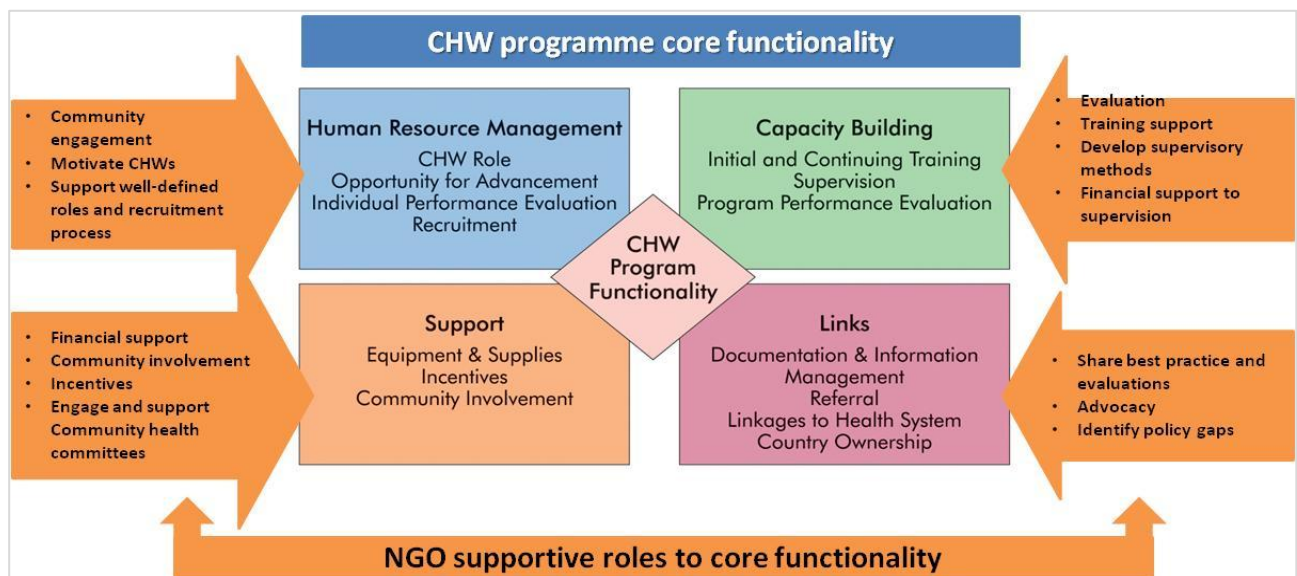 CHW programme core functionality
Community
engagement
Motivate CHWs
Support well-defined
roles and recruitment
process
Human Resource Management
CHW Role
Opportunity for Advancement
Individual Performance Evaluation
Recruitment
Capacity Building
Initial and Continuing Training
Supervision
Program Performance Evaluation
Evaluation
Training support
Develop supervisory
methods
Financial support to
supervision
CHW
Program
Functionality
Financial support
Community involvement
Incentives
Engage and support
Community health
committees
Support
Equipment & Supplies
Incentives
Community Involvement
Links
Documentation & Information
Management
Referral
Linkages to Health System
Country Ownership
Share best practice and
evaluations
Advocacy
Identify policy gaps
NGO supportive roles to core functionality